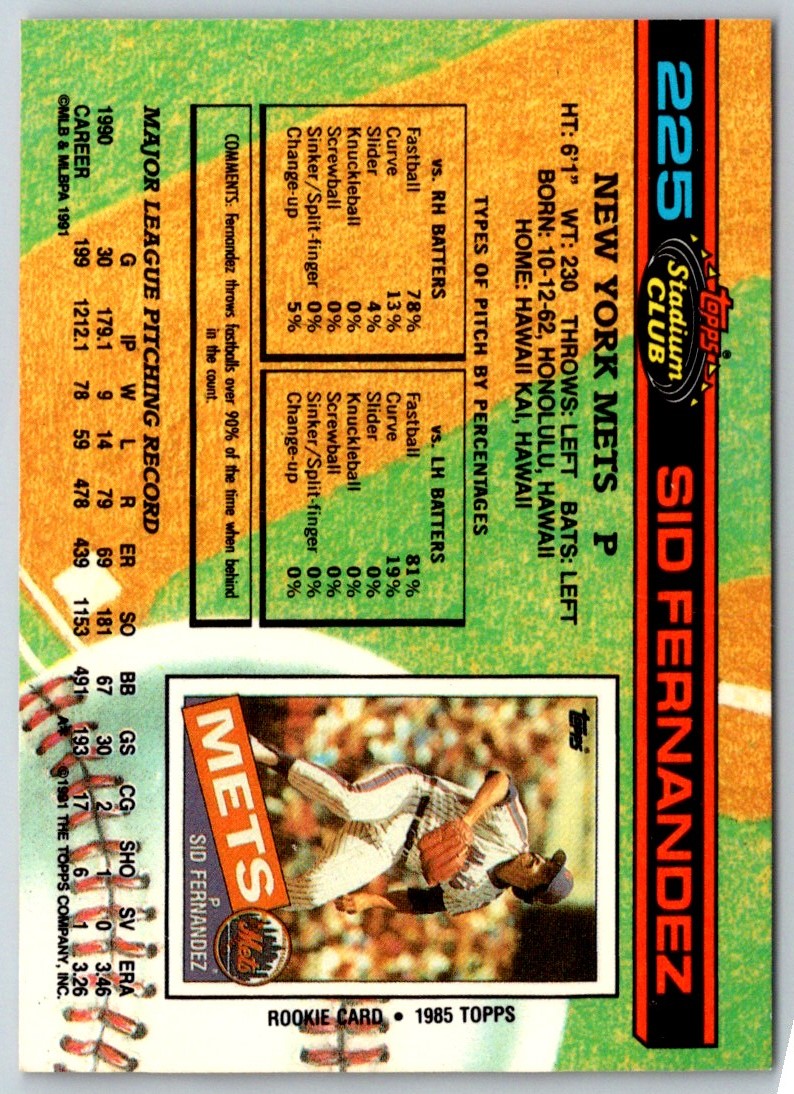 225 Topps® Stadium CLUB SID FERNANDEZ
NEW YORK METS P
HT: 6'1" WT: 230 THROWS: LEFT BATS: LEFT
BORN: 10-12-62, HONOLULU, HAWAII
HOME: HAWAII KAI, HAWAII
TYPES OF PITCH BY PERCENTAGES
vs. RH BATTERS
Fastball 78%
Curve 13%
Slider 4%
Knuckleball 0%
Screwball 0%
Sinker/Split-finger 0%
Change-up 5%
vs. LH BATTERS
Fastball 81%
Curve 19%
Slider 0%
Knuckleball 0%
Screwball 0%
Sinker/Split-finger 0%
Change-up 0%
COMMENTS: Fernandez throws fastballs over 90% of the time when behind
in the count.
Topps®
METS
P
SID FERNANDEZ
Mets
ROOKIE CARD • 1985 TOPPS
MAJOR LEAGUE PITCHING RECORD
G IP W L R ER SO BB GS CG SHO SV ERA
1990 30 179.1 9 14 79 69 181 67 30 2 1 0 3.46
CAREER 199 1212.1 78 59 478 439 1153 491 193 17 6 1 3.26
©MLB & MLBPA 1991 A* ©1991 THE TOPPS COMPANY, INC.